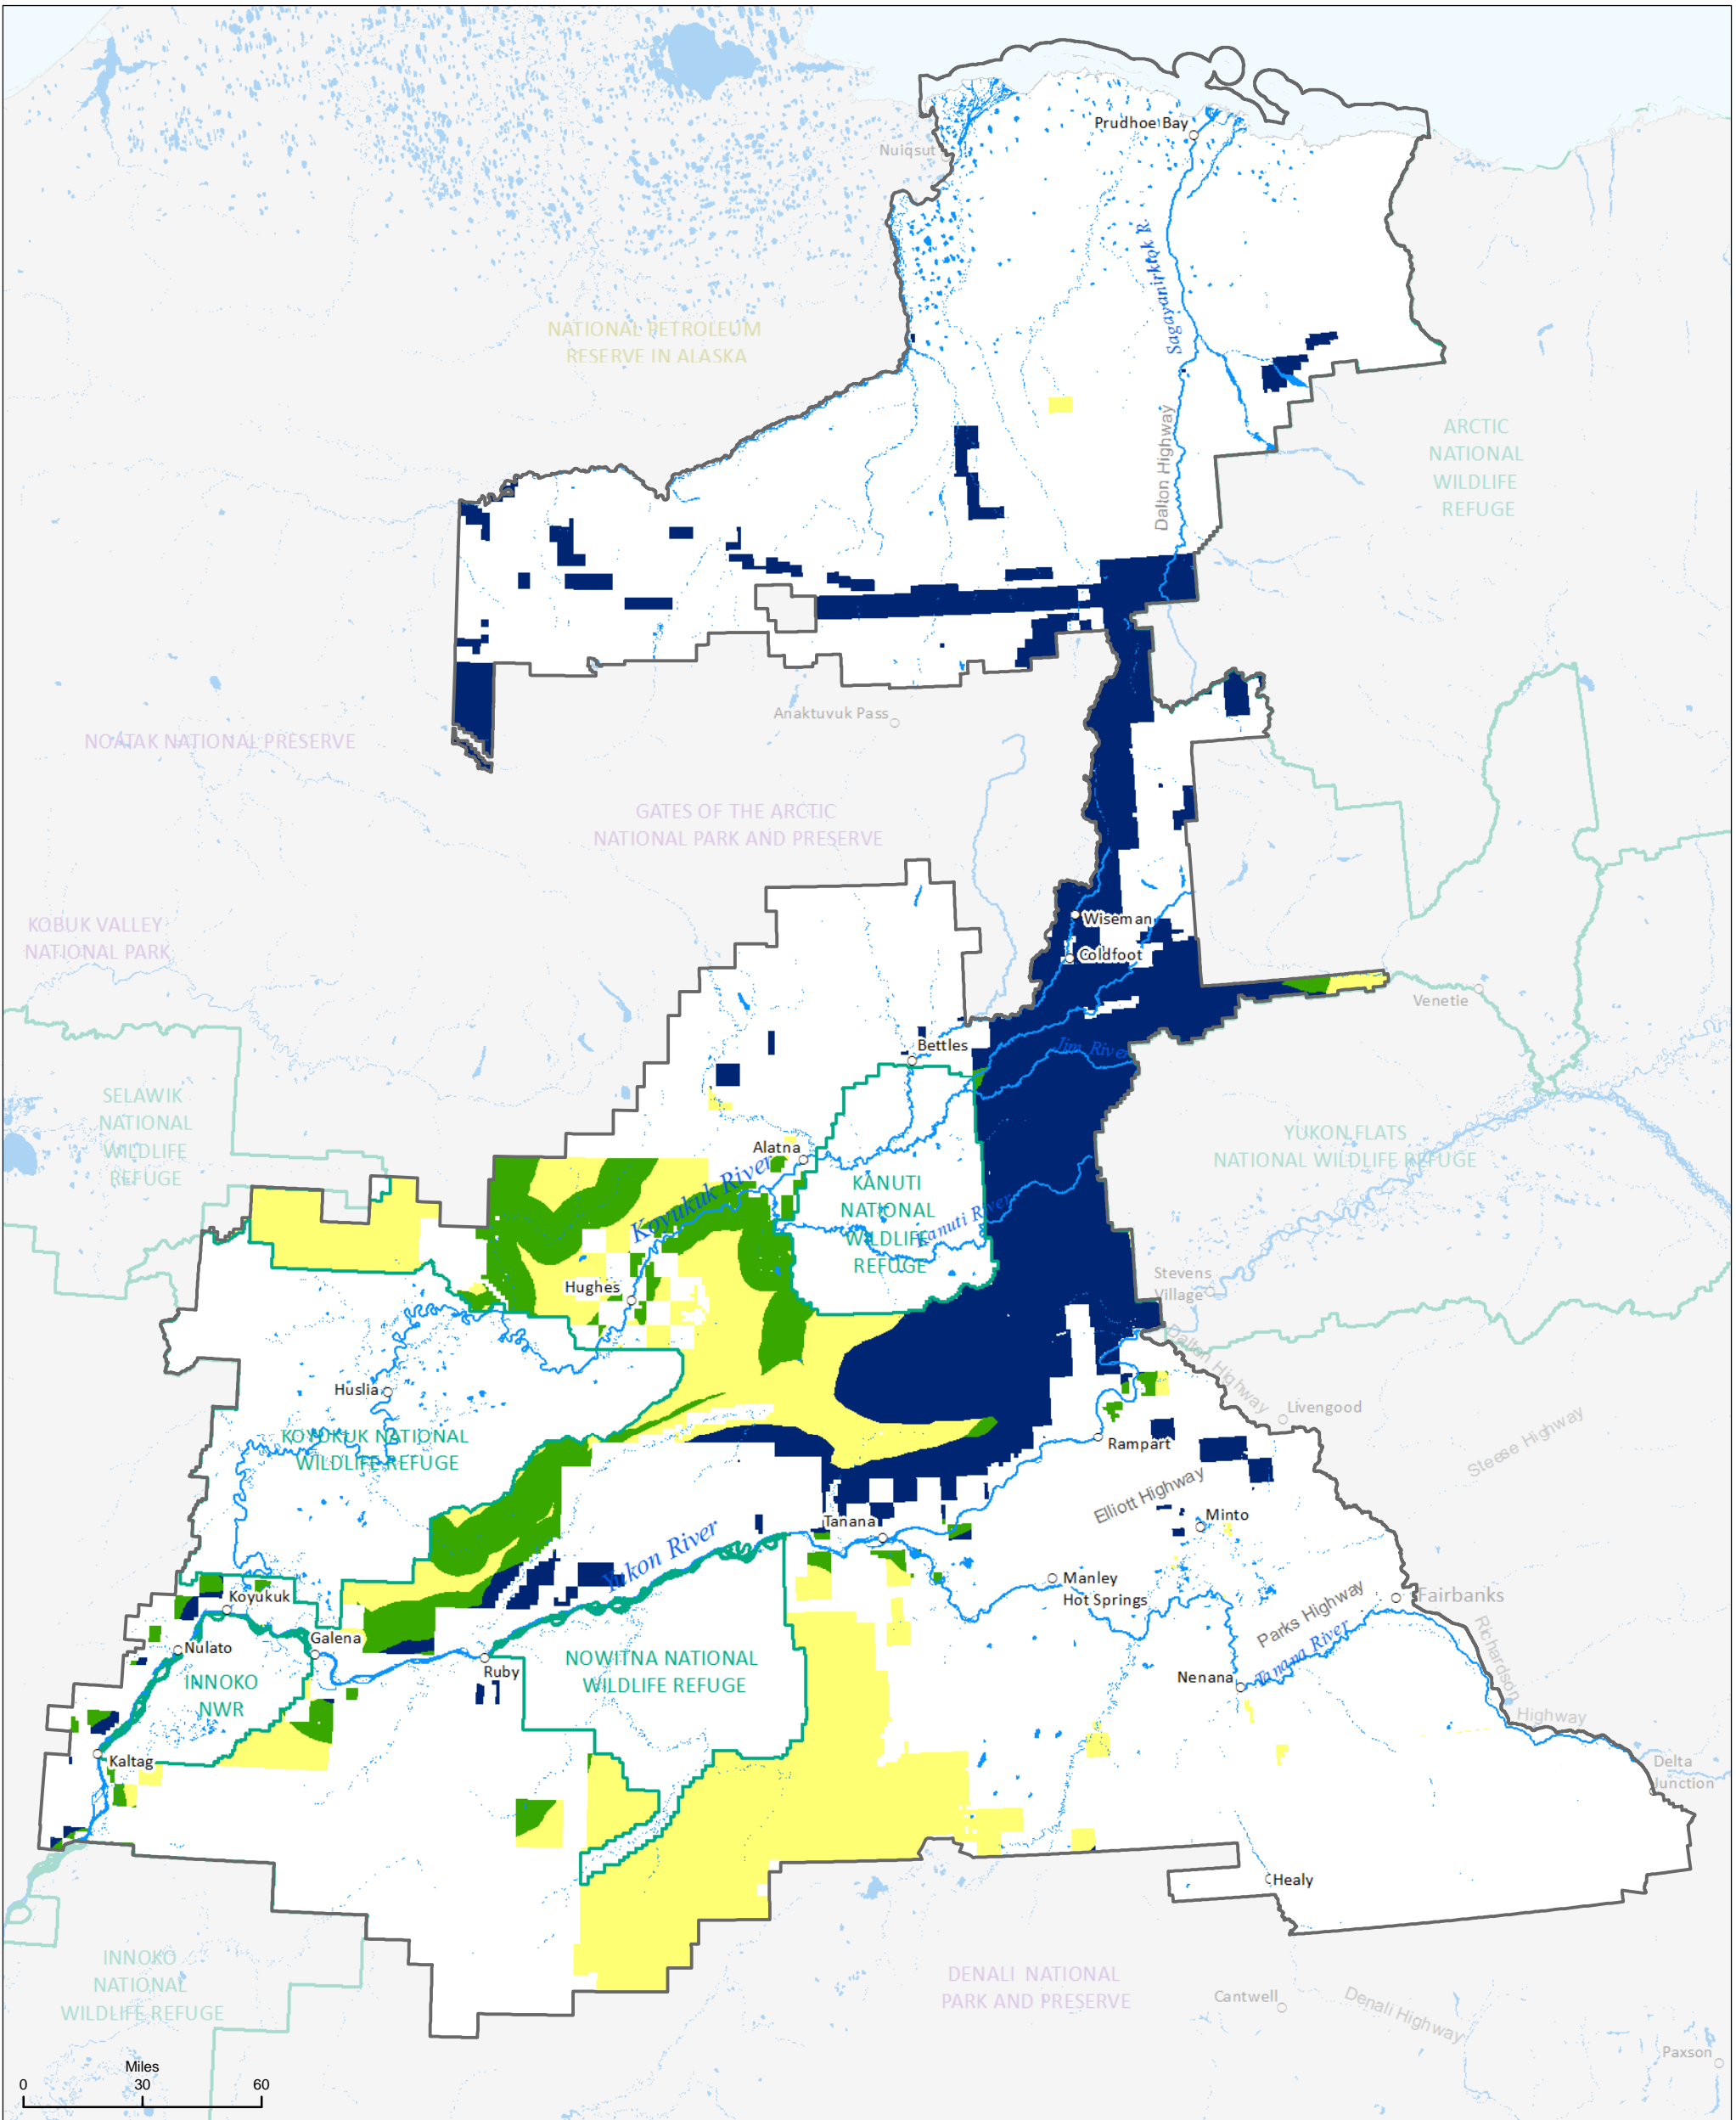 Prudhoe Bay
Nuiqsut
Sagavanirktok R.
NATIONAL PETROLEUM
RESERVE IN ALASKA
Dalton Highway
ARCTIC
NATIONAL
WILDLIFE
REFUGE
Anaktuvuk Pass
NOATAK NATIONAL PRESERVE
GATES OF THE ARCTIC
NATIONAL PARK AND PRESERVE
KOBUK VALLEY
NATIONAL PARK
Wiseman
Coldfoot
Venetie
Bettles
Jim River
SELAWIK
NATIONAL
WILDLIFE
REFUGE
YUKON FLATS
NATIONAL WILDLIFE REFUGE
Alatna
Koyukuk River
KANUTI
NATIONAL
WILDLIFE
REFUGE
Kanuti River
Hughes
Stevens
Village
Dalton Highway
Huslia
Livengood
KOYUKUK NATIONAL
WILDLIFE REFUGE
Rampart
Steese Highway
Elliott Highway
Minto
Tanana
Yukon River
Manley
Hot Springs
Fairbanks
Koyukuk
Parks Highway
Galena
Nulato
Tanana River
Richardson
Highway
Ruby
NOWITNA NATIONAL
WILDLIFE REFUGE
Nenana
INNOKO
NWR
Kaltag
Delta
Junction
Healy
INNOKO
NATIONAL
WILDLIFE REFUGE
DENALI NATIONAL
PARK AND PRESERVE
Cantwell
Denali Highway
Paxson
Miles
0 30 60